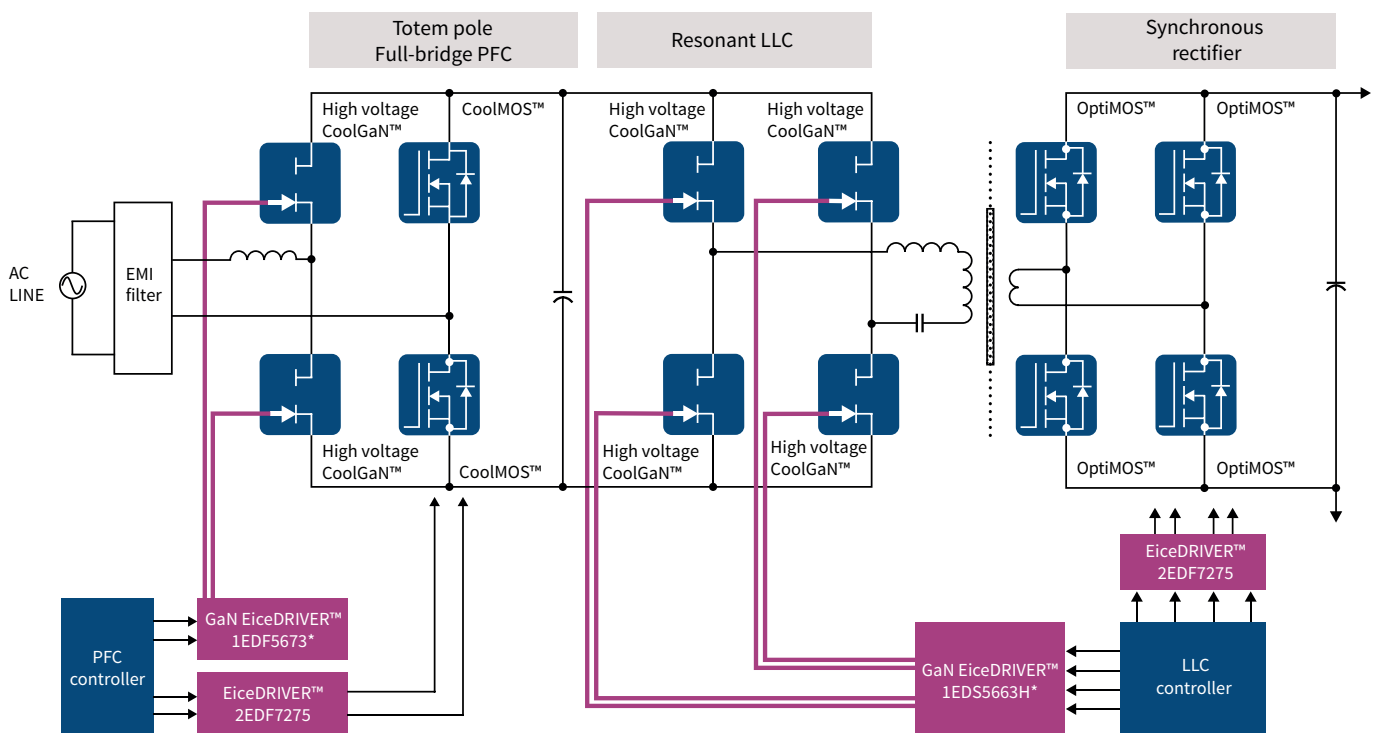 Totem pole
Full-bridge PFC
Resonant LLC
Synchronous
rectifier
High voltage
CoolGaN™
CoolMOS™
High voltage
CoolGaN™
High voltage
CoolGaN™
OptiMOS™
OptiMOS™
AC
LINE
EMI
filter
High voltage
CoolGaN™
CoolMOS™
High voltage
CoolGaN™
High voltage
CoolGaN™
OptiMOS™
OptiMOS™
EiceDRIVER™
2EDF7275
PFC
controller
GaN EiceDRIVER™
1EDF5673*
EiceDRIVER™
2EDF7275
GaN EiceDRIVER™
1EDS5663H*
LLC
controller